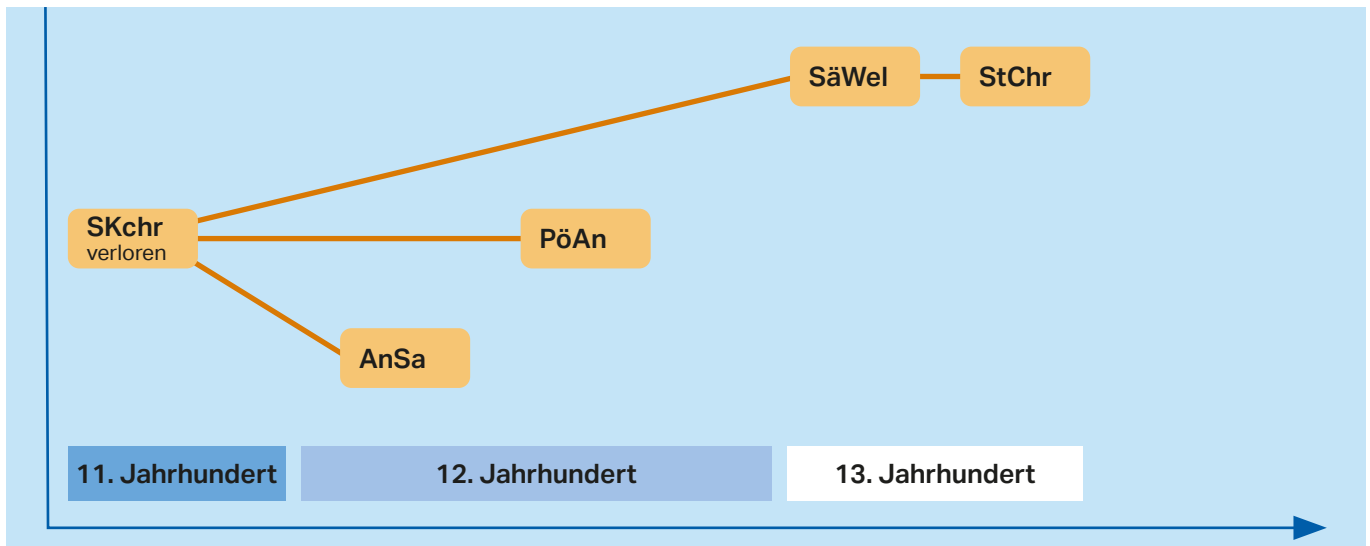 SäWel
StChr
SKchr
verloren
PöAn
AnSa
11. Jahrhundert
12. Jahrhundert
13. Jahrhundert